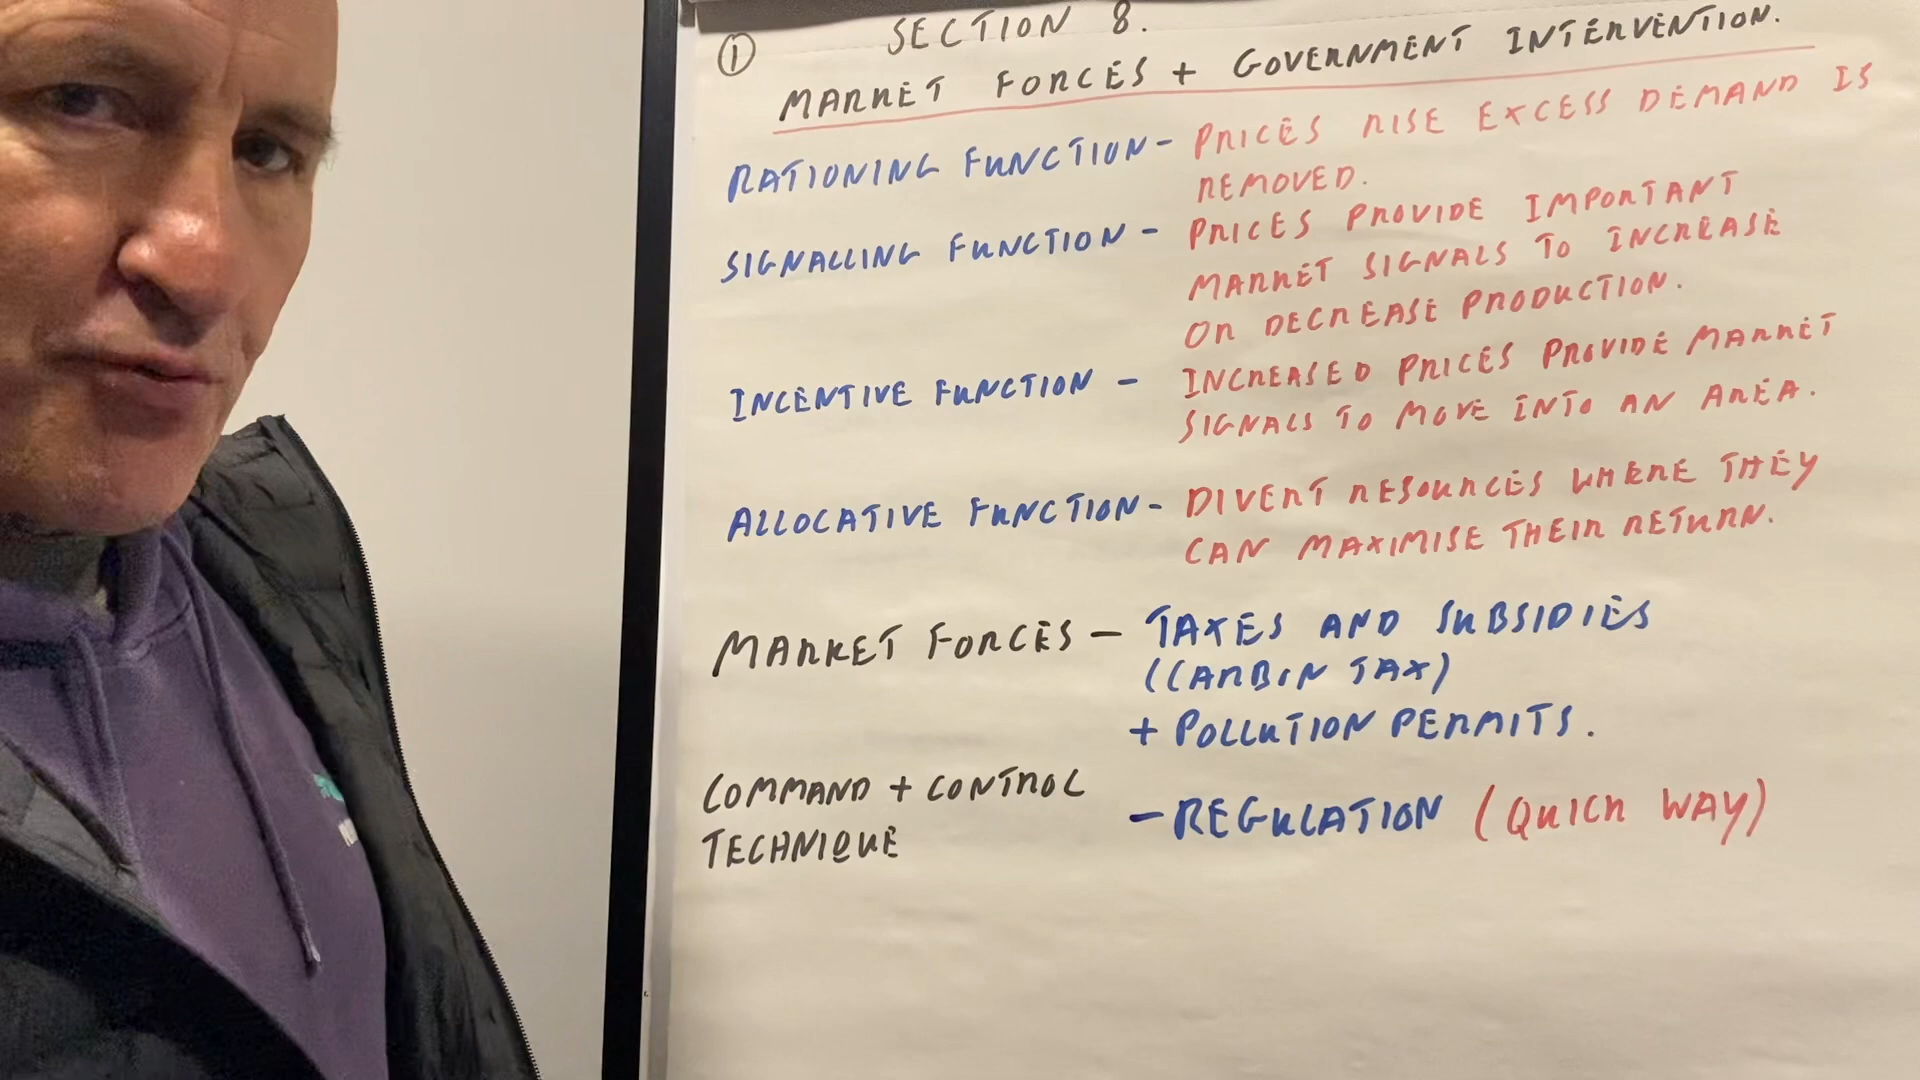 ① SECTION 8.
MARKET FORCES + GOVERNMENT INTERVENTION.
RATIONING FUNCTION - PRICES RISE EXCESS DEMAND IS
REMOVED.
SIGNALLING FUNCTION - PRICES PROVIDE IMPORTANT
MARKET SIGNALS TO INCREASE
OR DECREASE PRODUCTION.
INCENTIVE FUNCTION - INCREASED PRICES PROVIDE MARKET
SIGNALS TO MOVE INTO AN AREA.
ALLOCATIVE FUNCTION - DIVERT RESOURCES WHERE THEY
CAN MAXIMISE THEIR RETURN.
MARKET FORCES - TAXES AND SUBSIDIES
(CARBON TAX)
+ POLLUTION PERMITS.
COMMAND + CONTROL
TECHNIQUE
- REGULATION (QUICK WAY)